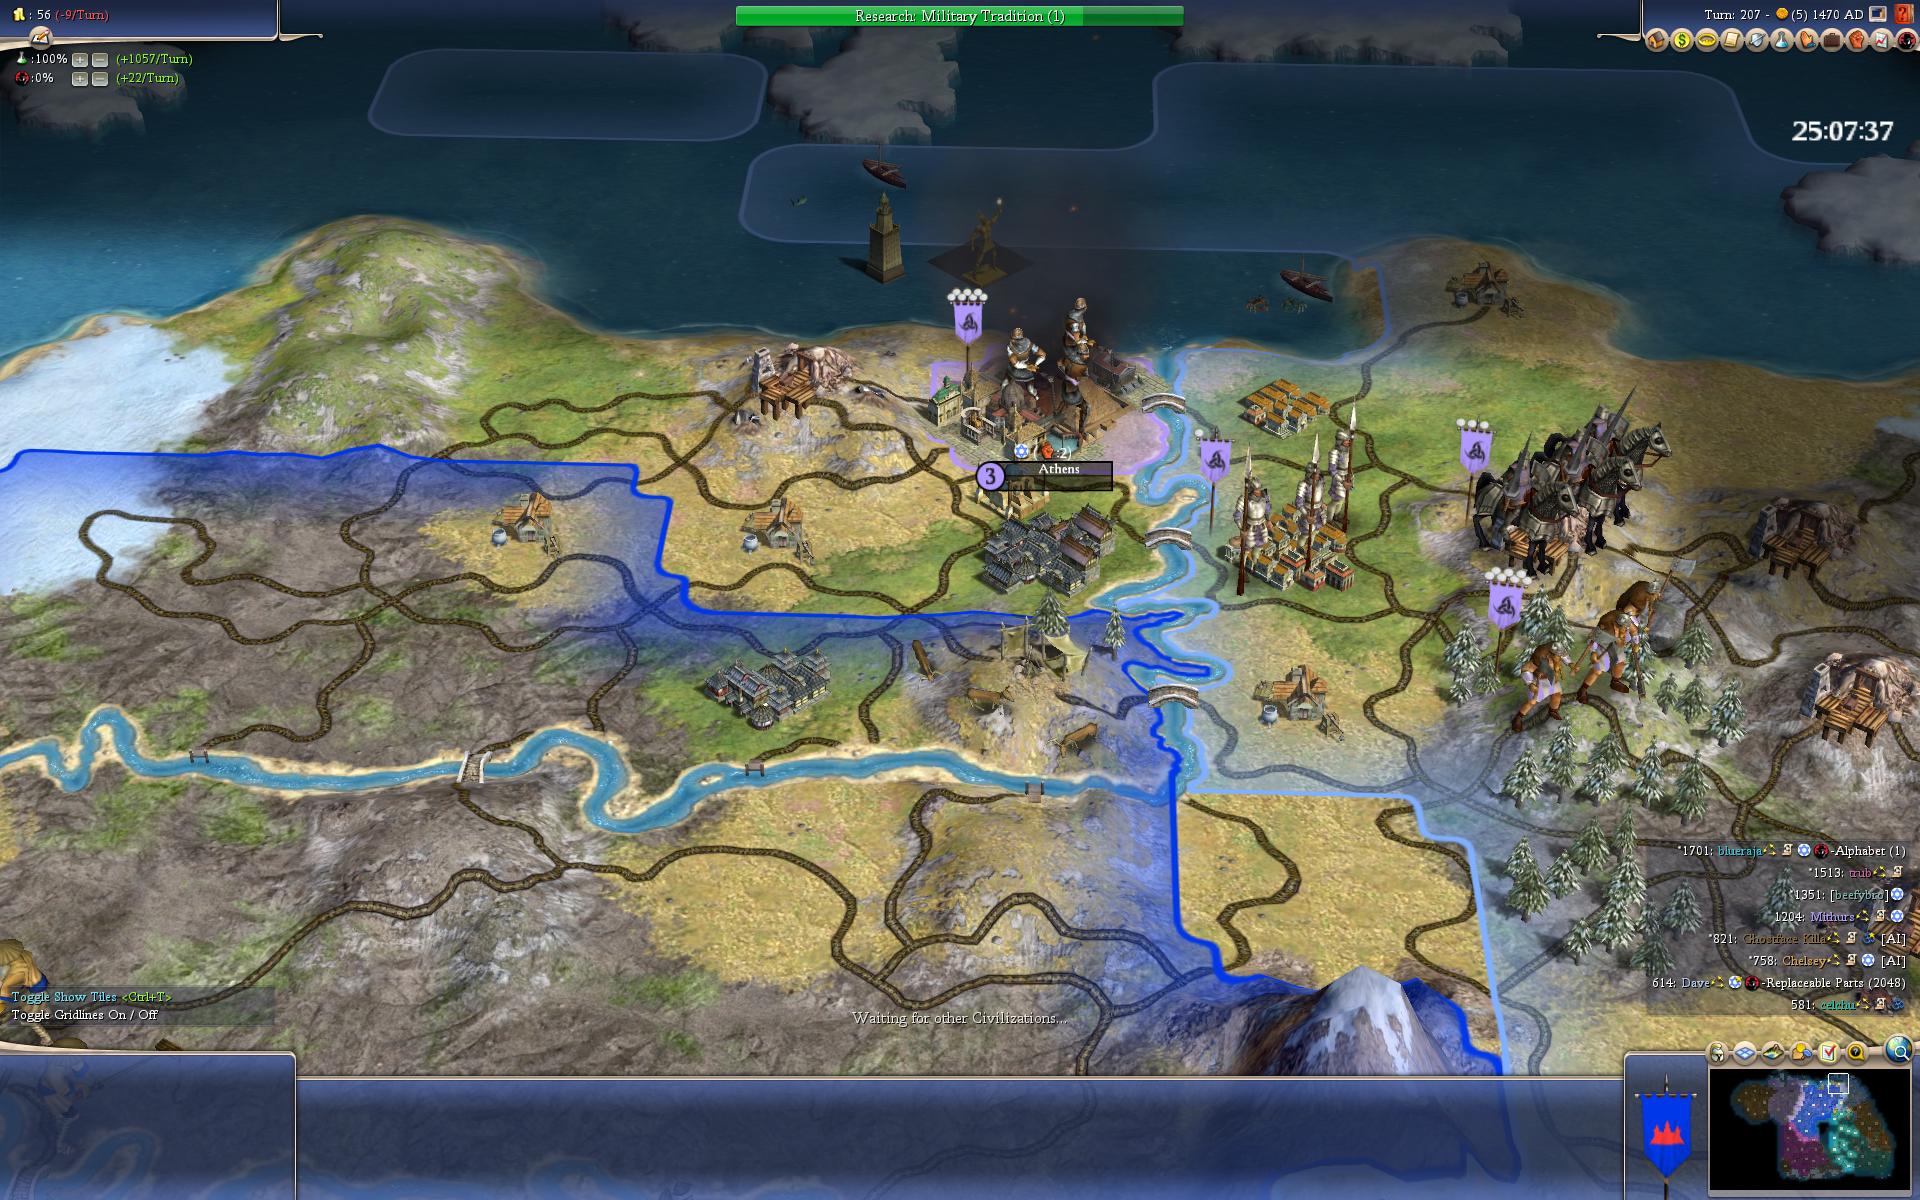 : 56 (-9/Turn)
Research: Military Tradition (1)
Turn: 207 - (5) 1470 AD
:100% (+1057/Turn)
:0% (+22/Turn)
25:07:37
:2)
3 Athens
*1701: blueraja -Alphabet (1)
*1513: trub
1351: [beefybro]
1204: Mithurs
*821: Ghostface Killa [AI]
*758: Chelsey [AI]
614: Dave -Replaceable Parts (2048)
581: celchu
Toggle Show Tiles <Ctrl+T>
Toggle Gridlines On / Off
Waiting for other Civilizations...